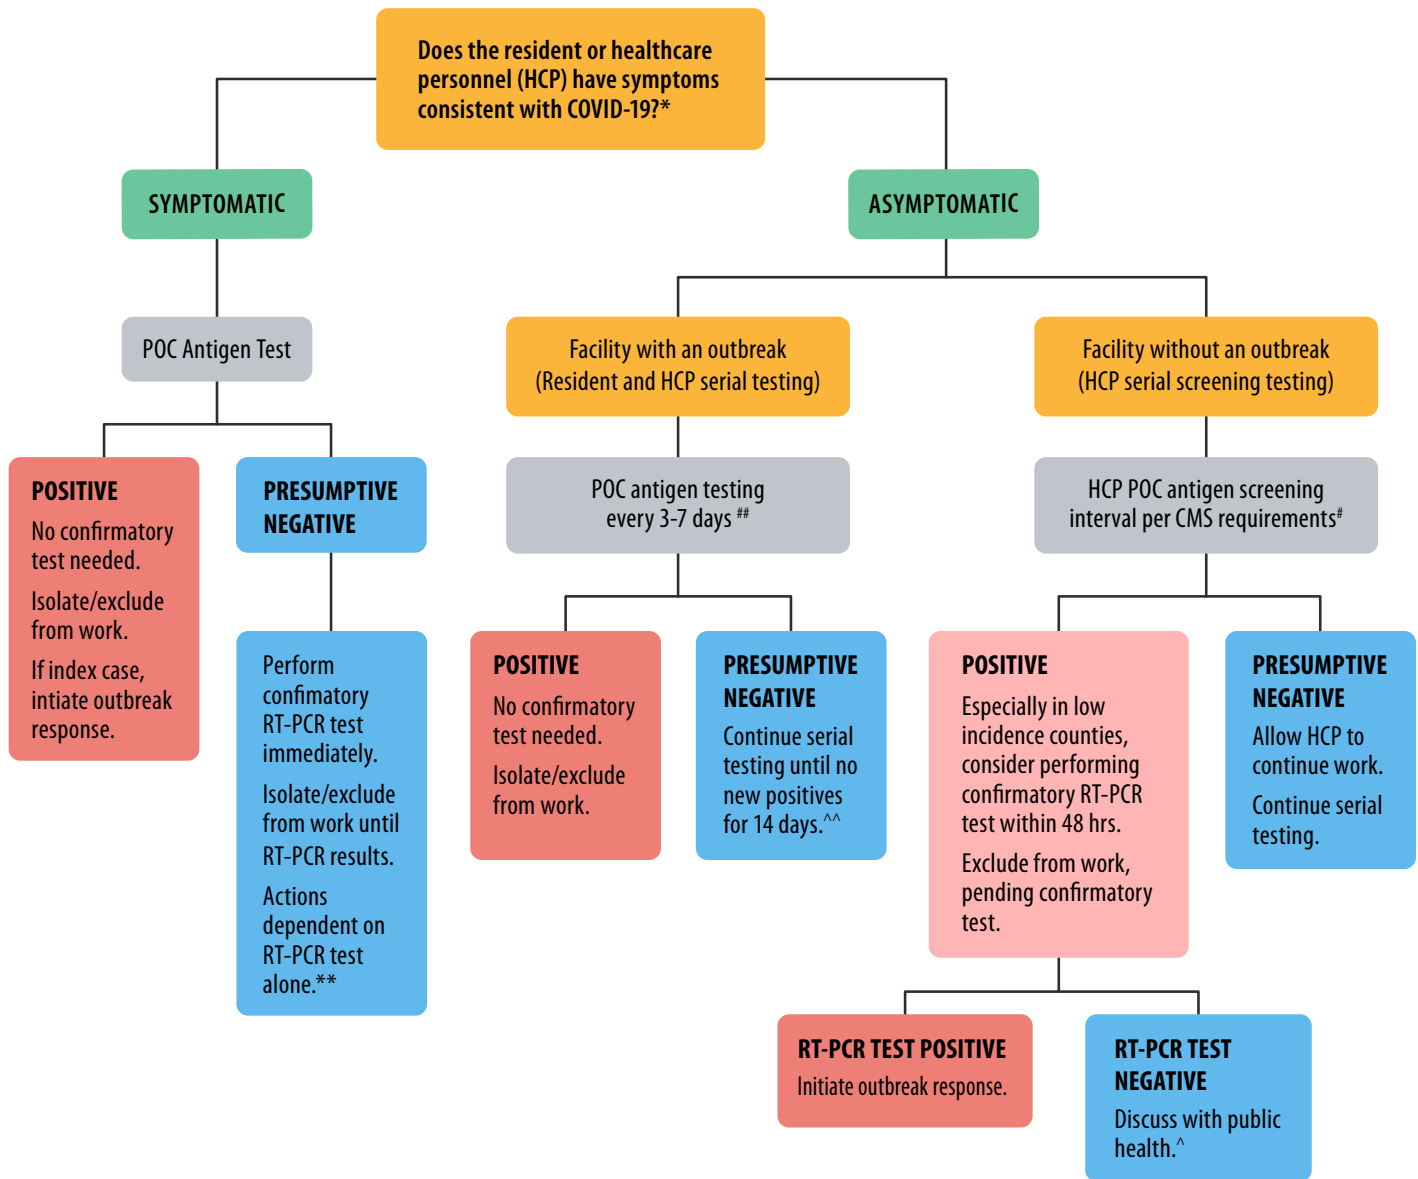 Does the resident or healthcare
personnel (HCP) have symptoms
consistent with COVID-19?*
SYMPTOMATIC
ASYMPTOMATIC
POC Antigen Test
Facility with an outbreak
(Resident and HCP serial testing)
Facility without an outbreak
(HCP serial screening testing)
POSITIVE
No confirmatory
test needed.
Isolate/exclude
from work.
If index case,
intiate outbreak
response.
PRESUMPTIVE
NEGATIVE
Perform
confimatory
RT-PCR test
immediately.
Isolate/exclude
from work until
RT-PCR results.
Actions
dependent on
RT-PCR test
alone.**
POC antigen testing
every 3-7 days ##
HCP POC antigen screening
interval per CMS requirements#
POSITIVE
No confirmatory
test needed.
Isolate/exclude
from work.
PRESUMPTIVE
NEGATIVE
Continue serial
testing until no
new positives
for 14 days.^^
POSITIVE
Especially in low
incidence counties,
consider performing
confirmatory RT-PCR
test within 48 hrs.
Exclude from work,
pending confirmatory
test.
PRESUMPTIVE
NEGATIVE
Allow HCP to
continue work.
Continue serial
testing.
RT-PCR TEST POSITIVE
Initiate outbreak response.
RT-PCR TEST
NEGATIVE
Discuss with public
health.^